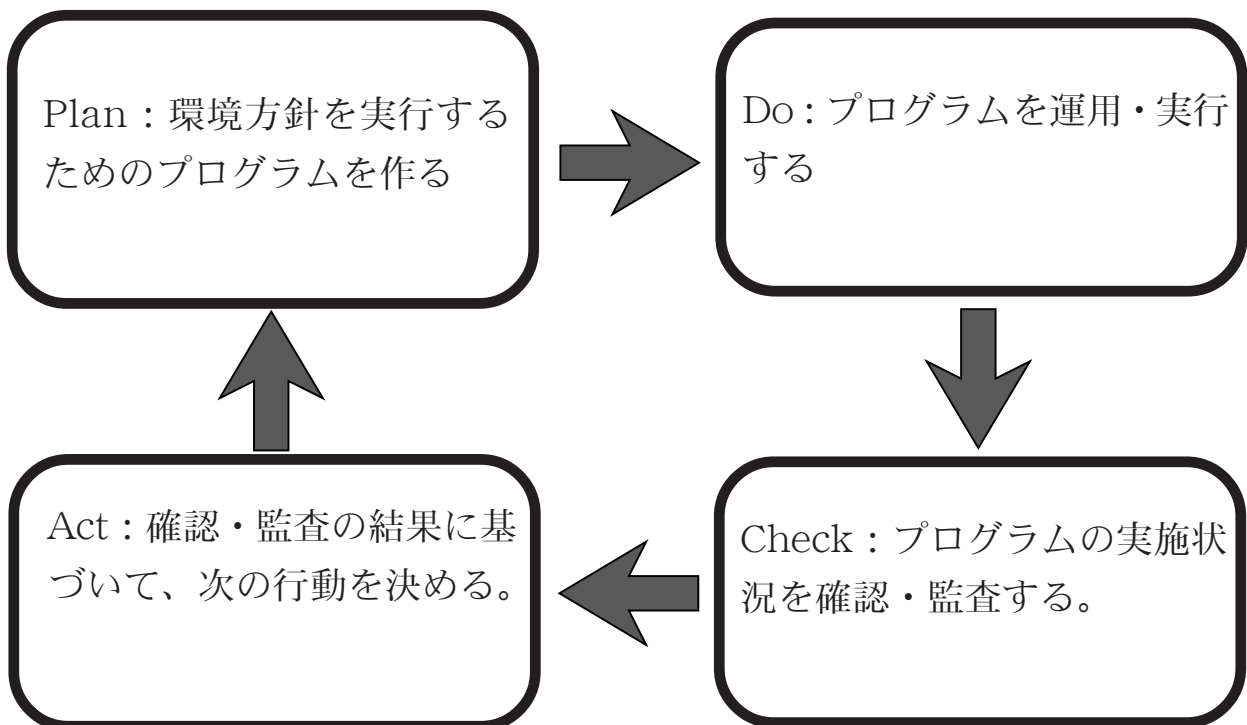 Plan：環境方針を実行する
ためのプログラムを作る
Do：プログラムを運用・実行
する
Act：確認・監査の結果に基
づいて、次の行動を決める。
Check：プログラムの実施状
況を確認・監査する。